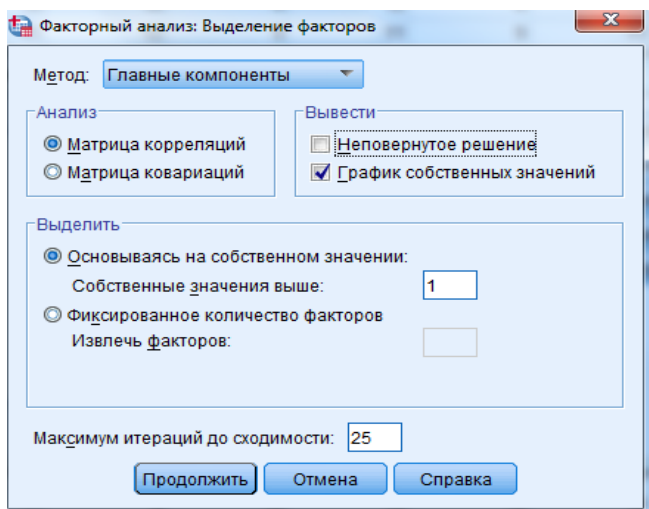 Факторный анализ: Выделение факторов
Метод: Главные компоненты
Анализ
Матрица корреляций
Матрица ковариаций
Вывести
Неповернутое решение
График собственных значений
Выделить
Основываясь на собственном значении:
Собственные значения выше: 1
Фиксированное количество факторов
Извлечь факторов:
Максимум итераций до сходимости: 25
Продолжить Отмена Справка